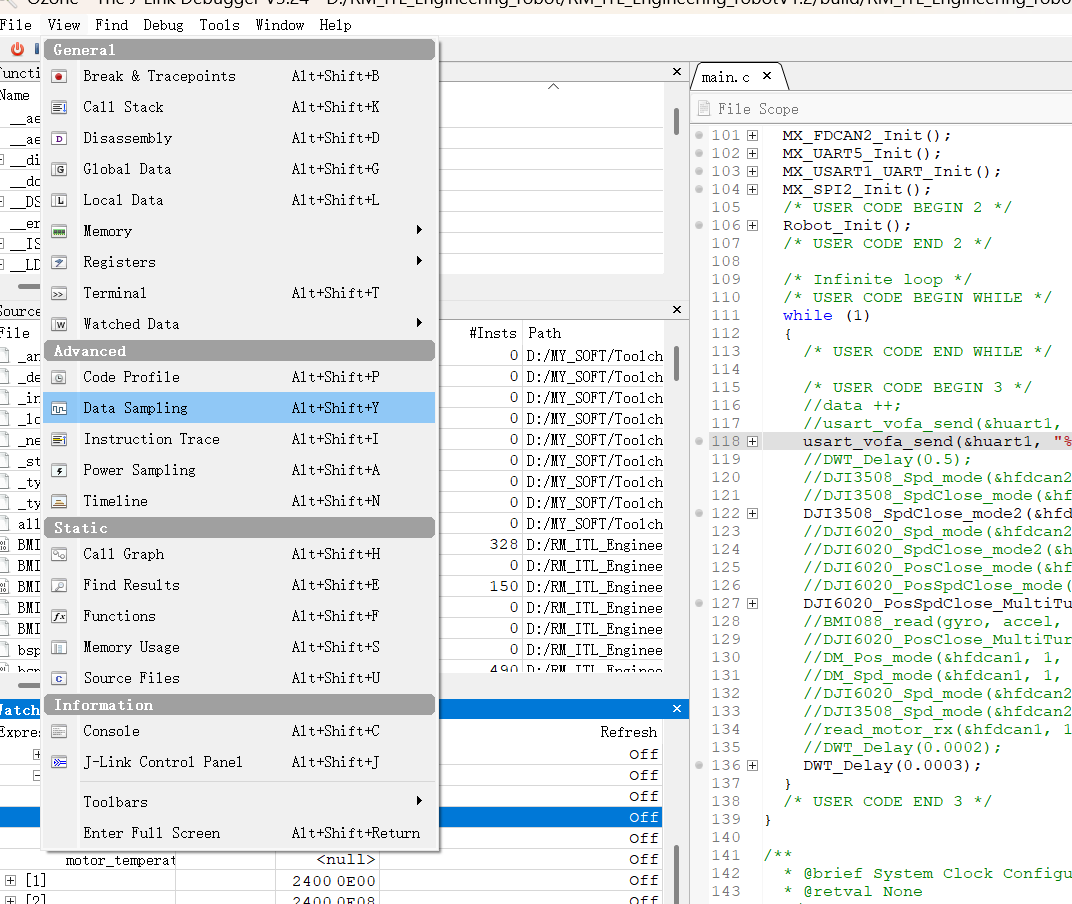 Ozone - The J-Link Debugger V3.24 - D:/RM_ITL_Engineering_robot/RM_ITL_Engineering_robotV1.2/build/RM_ITL_Engineering_robo
File View Find Debug Tools Window Help
General
Break & Tracepoints Alt+Shift+B
Call Stack Alt+Shift+K
Disassembly Alt+Shift+D
Global Data Alt+Shift+G
Local Data Alt+Shift+L
Memory
Registers
Terminal Alt+Shift+T
Watched Data
Advanced
Code Profile Alt+Shift+P
Data Sampling Alt+Shift+Y
Instruction Trace Alt+Shift+I
Power Sampling Alt+Shift+A
Timeline Alt+Shift+N
Static
Call Graph Alt+Shift+H
Find Results Alt+Shift+E
Functions Alt+Shift+F
Memory Usage Alt+Shift+S
Source Files Alt+Shift+U
Information
Console Alt+Shift+C
J-Link Control Panel Alt+Shift+J
Toolbars
Enter Full Screen Alt+Shift+Return
Functi
Name
__ae
__ae
__di
__do
__DS
__er
__IS
__LD
Source
File #Insts Path
_ar 0 D:/MY_SOFT/Toolch
_de 0 D:/MY_SOFT/Toolch
_in 0 D:/MY_SOFT/Toolch
_lo 0 D:/MY_SOFT/Toolch
_ne 0 D:/MY_SOFT/Toolch
_st 0 D:/MY_SOFT/Toolch
_ty 0 D:/MY_SOFT/Toolch
_ty 0 D:/MY_SOFT/Toolch
all 0 D:/MY_SOFT/Toolch
BMI 328 D:/RM_ITL_Enginee
BMI 0 D:/RM_ITL_Enginee
BMI 150 D:/RM_ITL_Enginee
BMI 0 D:/RM_ITL_Enginee
BMI 0 D:/RM_ITL_Enginee
bsp 0 D:/RM_ITL_Enginee
bsp 490 D:/RM_ITL_Enginee
Watch
Expres Refresh
Off
Off
Off
Off
Off
motor_temperat <null> Off
[1] 2400 0E00 Off
[2] 2400 0E08 Off
main.c
File Scope
101 MX_FDCAN2_Init();
102 MX_UART5_Init();
103 MX_USART1_UART_Init();
104 MX_SPI2_Init();
105 /* USER CODE BEGIN 2 */
106 Robot_Init();
107 /* USER CODE END 2 */
108
109 /* Infinite loop */
110 /* USER CODE BEGIN WHILE */
111 while (1)
112 {
113 /* USER CODE END WHILE */
114
115 /* USER CODE BEGIN 3 */
116 //data ++;
117 //usart_vofa_send(&huart1,
118 usart_vofa_send(&huart1, "%
119 //DWT_Delay(0.5);
120 //DJI3508_Spd_mode(&hfdcan2
121 //DJI3508_SpdClose_mode(&hf
122 DJI3508_SpdClose_mode2(&hfd
123 //DJI6020_Spd_mode(&hfdcan2
124 //DJI6020_SpdClose_mode2(&h
125 //DJI6020_PosClose_mode(&hf
126 //DJI6020_PosSpdClose_mode(
127 DJI6020_PosSpdClose_MultiTu
128 //BMI088_read(gyro, accel,
129 //DJI6020_PosClose_MultiTur
130 //DM_Pos_mode(&hfdcan1, 1,
131 //DM_Spd_mode(&hfdcan1, 1,
132 //DJI6020_Spd_mode(&hfdcan2
133 //DJI3508_Spd_mode(&hfdcan2
134 //read_motor_rx(&hfdcan1, 1
135 //DWT_Delay(0.0002);
136 DWT_Delay(0.0003);
137 }
138 /* USER CODE END 3 */
139 }
140
141 /**
142 * @brief System Clock Configu
143 * @retval None